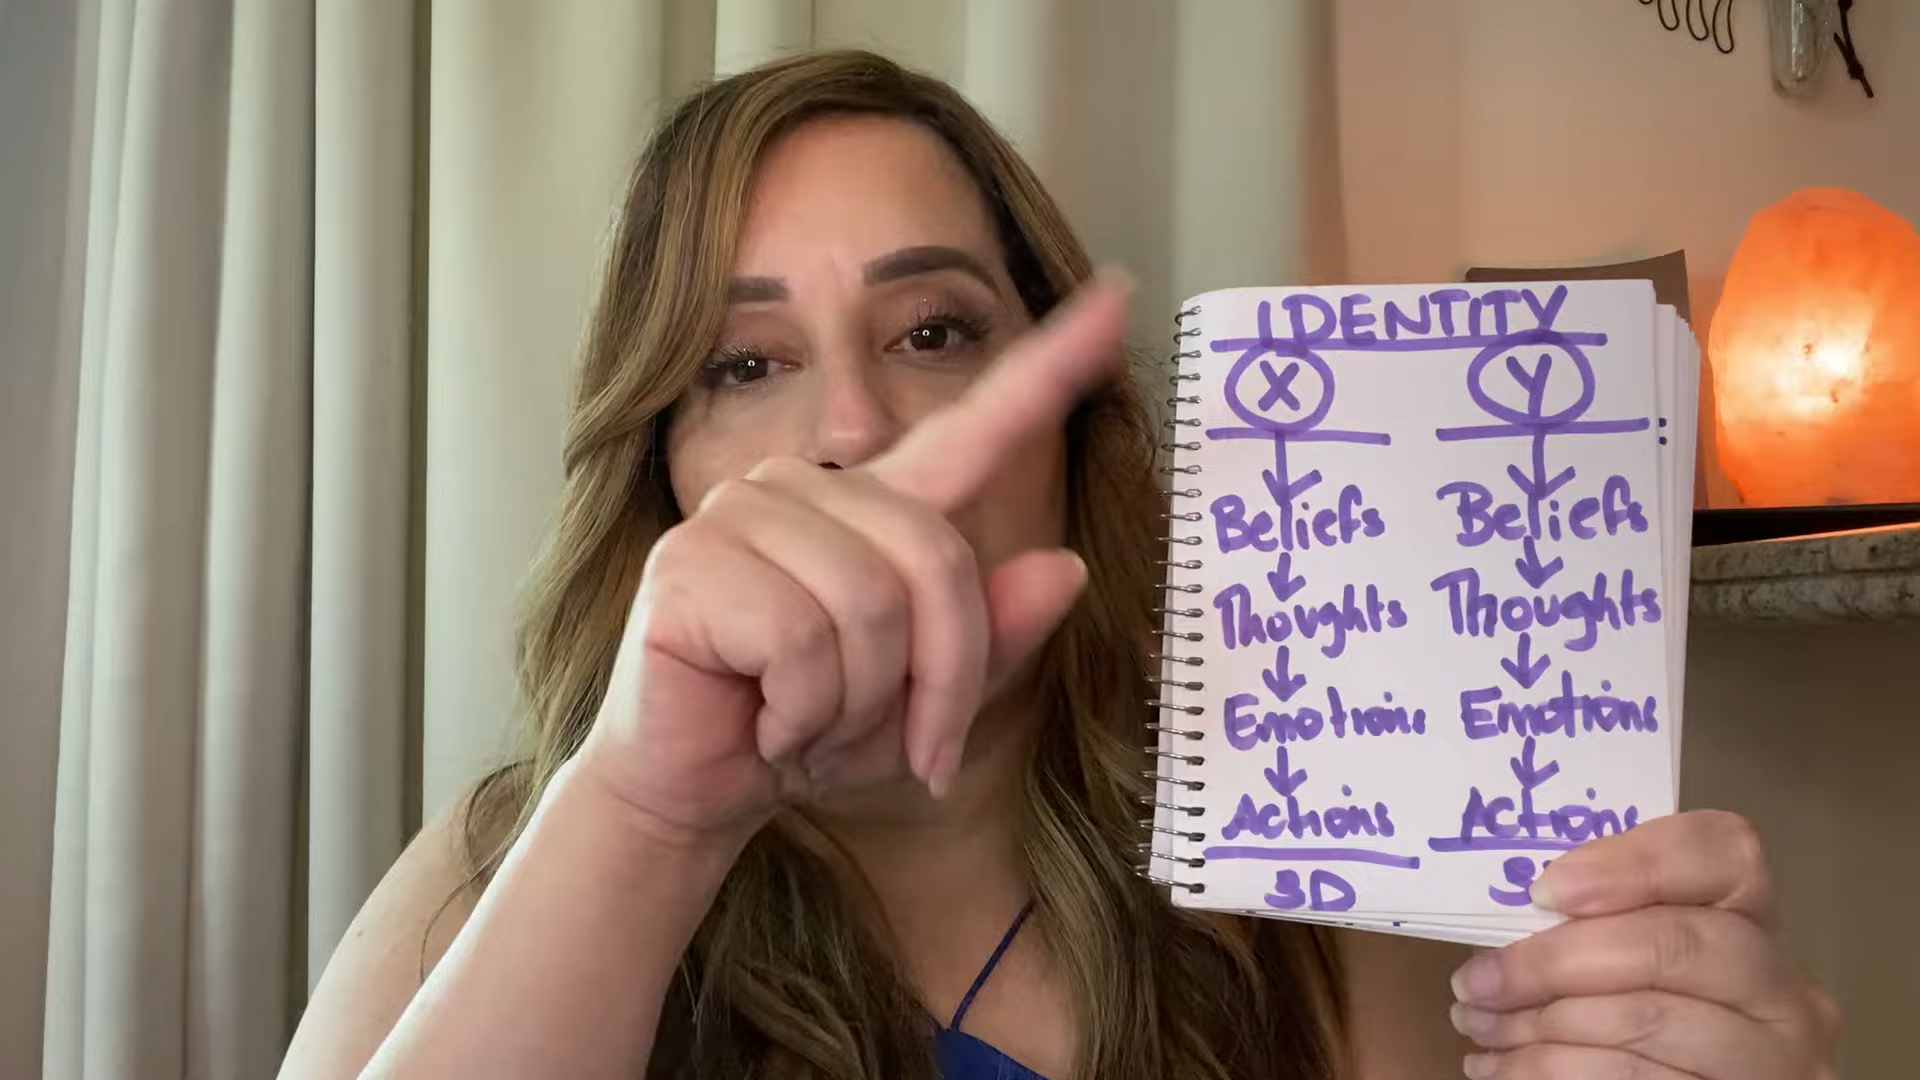 IDENTITY
X Y
Beliefs Beliefs
Thoughts Thoughts
Emotions Emotions
Actions Actions
3D